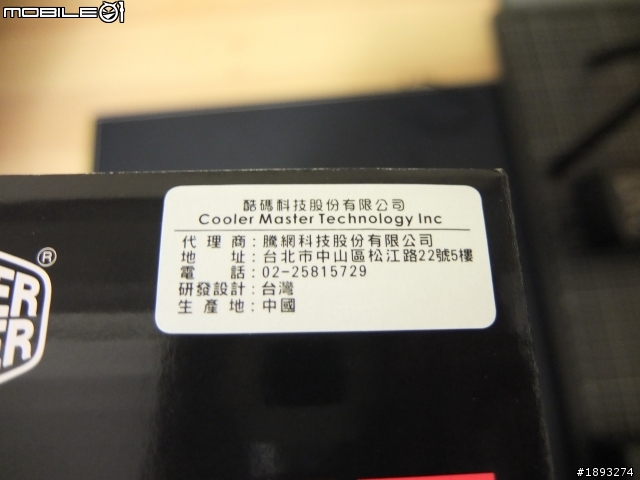 MOBILE01
酷碼科技股份有限公司
Cooler Master Technology Inc
代理商:騰網科技股份有限公司
地址:台北市中山區松江路22號5樓
電話:02-25815729
研發設計:台灣
生產地:中國
®
ER
ER
#1893274